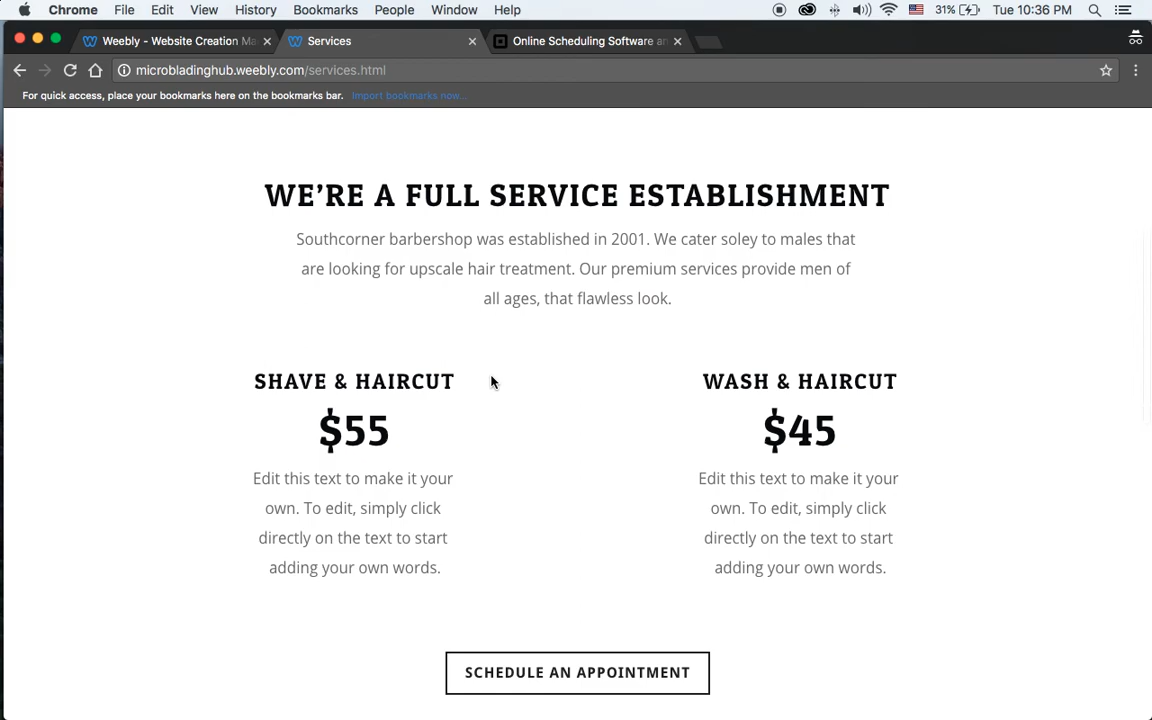 Chrome File Edit View History Bookmarks People Window Help 31% Tue 10:36 PM
Weebly - Website Creation Ma
Services
Online Scheduling Software an
microbladinghub.weebly.com/services.html
For quick access, place your bookmarks here on the bookmarks bar. Import bookmarks now...
WE'RE A FULL SERVICE ESTABLISHMENT
Southcorner barbershop was established in 2001. We cater soley to males that
are looking for upscale hair treatment. Our premium services provide men of
all ages, that flawless look.
SHAVE & HAIRCUT
$55
Edit this text to make it your
own. To edit, simply click
directly on the text to start
adding your own words.
WASH & HAIRCUT
$45
Edit this text to make it your
own. To edit, simply click
directly on the text to start
adding your own words.
SCHEDULE AN APPOINTMENT